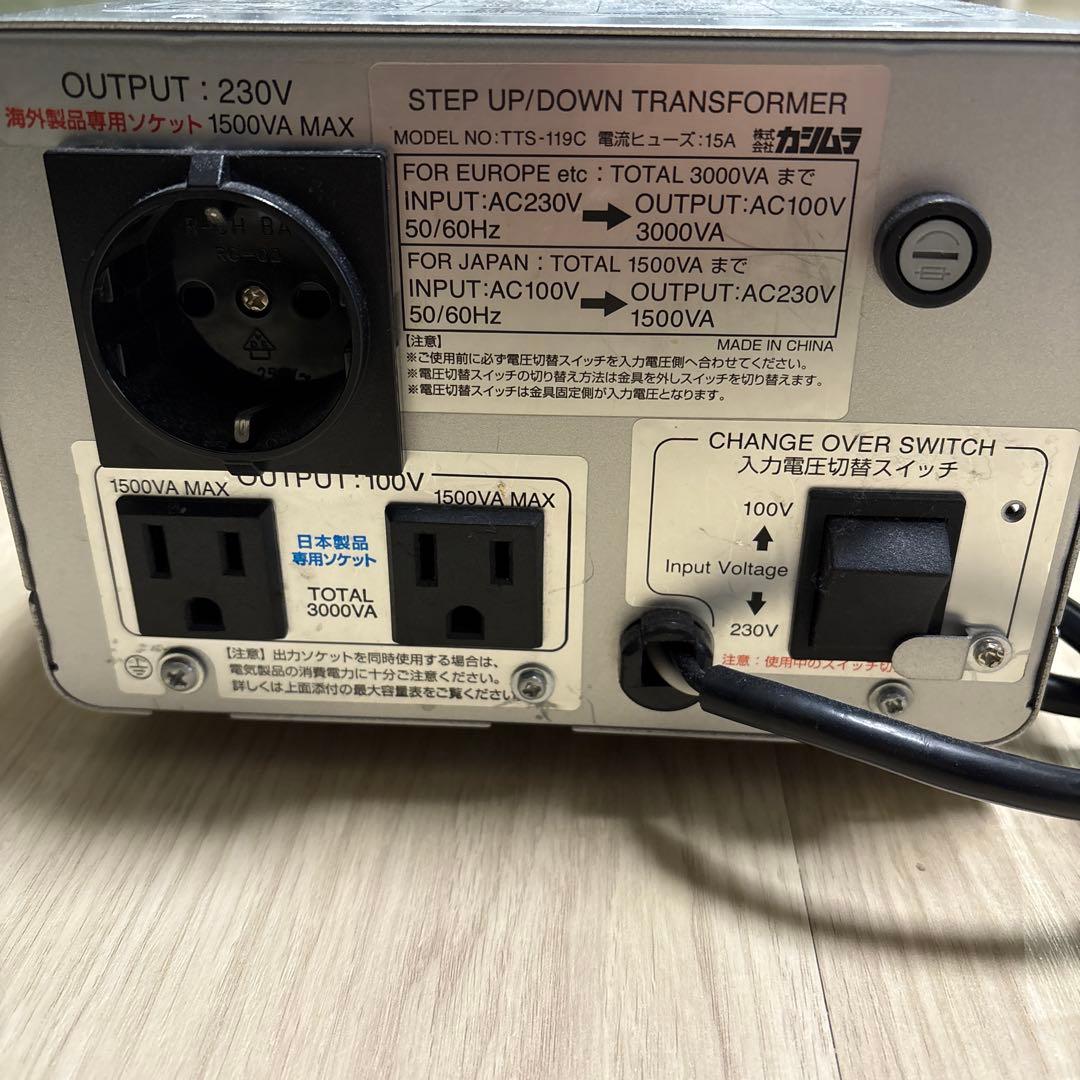 OUTPUT : 230V
海外製品専用ソケット 1500VA MAX
STEP UP/DOWN TRANSFORMER
MODEL NO:TTS-119C 電流ヒューズ:15A 株式会社 カシムラ
FOR EUROPE etc : TOTAL 3000VA まで
INPUT:AC230V → OUTPUT:AC100V
50/60Hz 3000VA
FOR JAPAN : TOTAL 1500VA まで
INPUT:AC100V → OUTPUT:AC230V
50/60Hz 1500VA
MADE IN CHINA
【注意】
※ご使用前に必ず電圧切替スイッチを入力電圧側へ合わせてください。
※電圧切替スイッチの切り替え方法は金具を外しスイッチを切り替えます。
※電圧切替スイッチは金具固定側が入力電圧となります。
OUTPUT : 100V
1500VA MAX
1500VA MAX
日本製品
専用ソケット
TOTAL
3000VA
【注意】出力ソケットを同時使用する場合は、
電気製品の消費電力に十分ご注意ください。
詳しくは上面添付の最大容量表をご覧ください
CHANGE OVER SWITCH
入力電圧切替スイッチ
100V
Input Voltage
230V
注意：使用中のスイッチ切